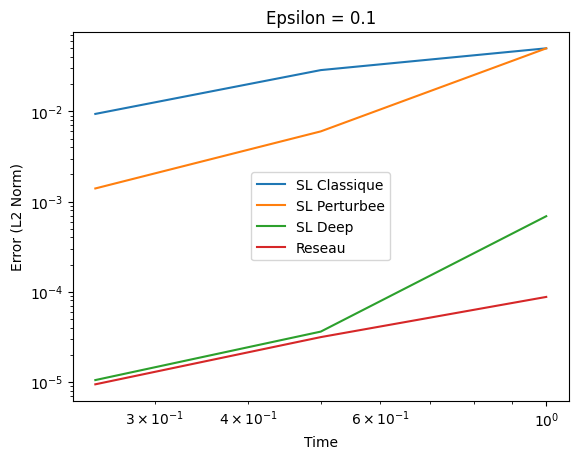 Epsilon = 0.1
Error (L2 Norm)
10⁻²
10⁻³
10⁻⁴
10⁻⁵
SL Classique
SL Perturbee
SL Deep
Reseau
3 × 10⁻¹
4 × 10⁻¹
6 × 10⁻¹
10⁰
Time